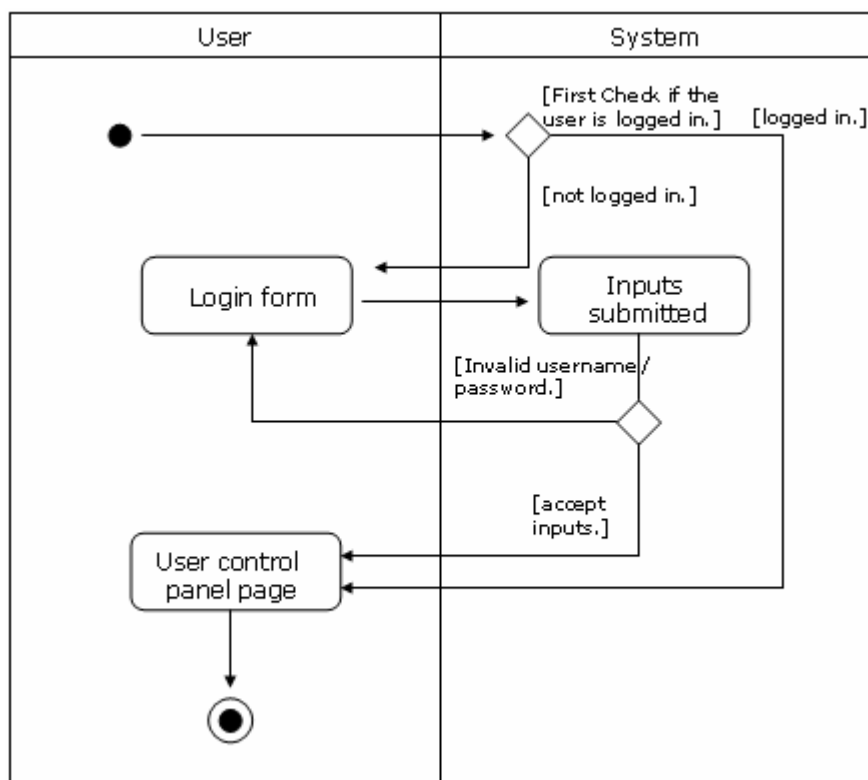 User
System
[First Check if the
user is logged in.]
[logged in.]
[not logged in.]
Login form
Inputs
submitted
[Invalid username/
password.]
[accept
inputs.]
User control
panel page